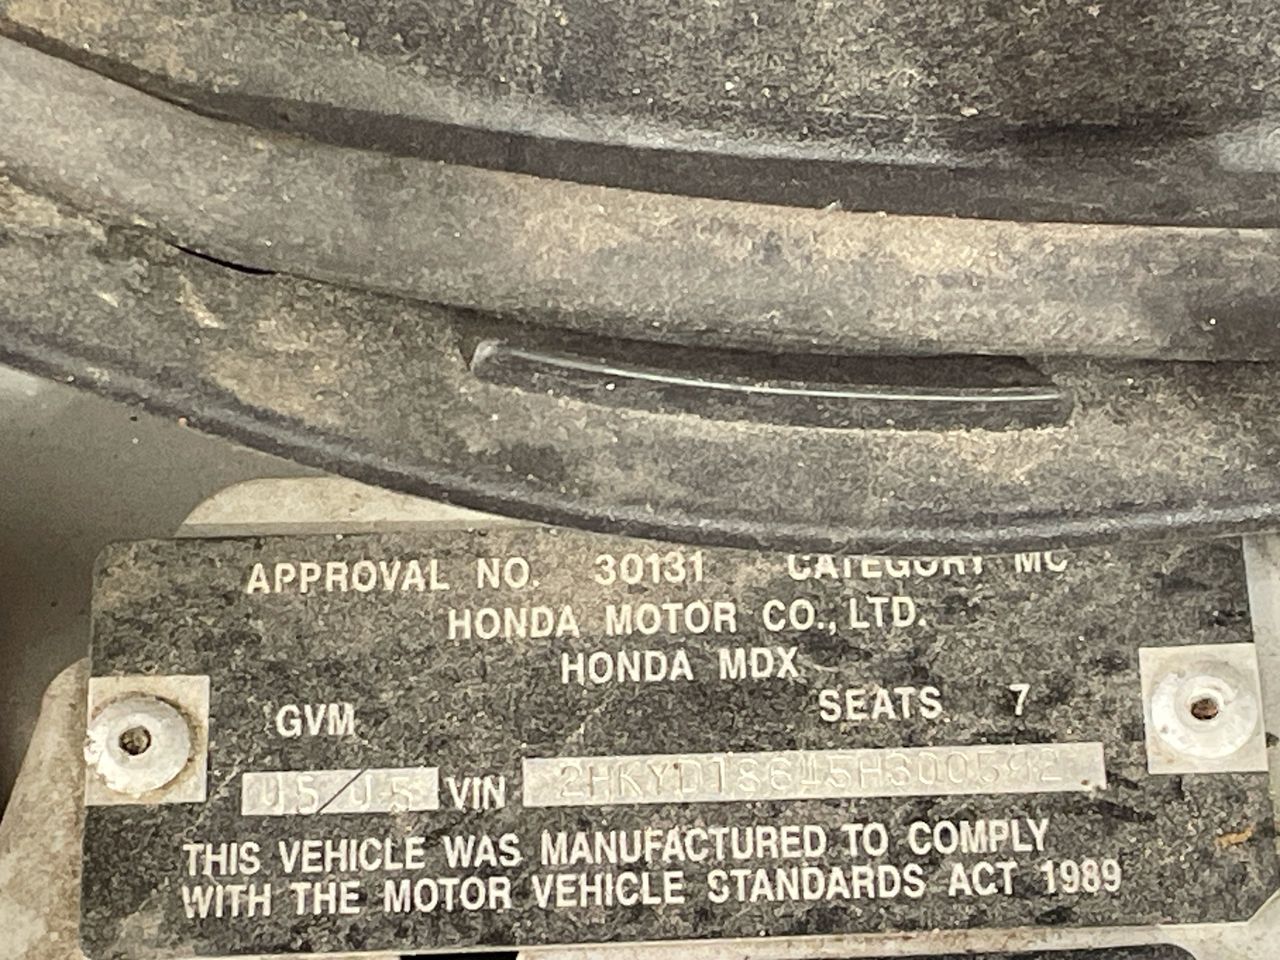 APPROVAL NO. 30131 CATEGORY MC
HONDA MOTOR CO., LTD.
HONDA MDX
GVM SEATS 7
05/05 VIN
THIS VEHICLE WAS MANUFACTURED TO COMPLY
WITH THE MOTOR VEHICLE STANDARDS ACT 1989